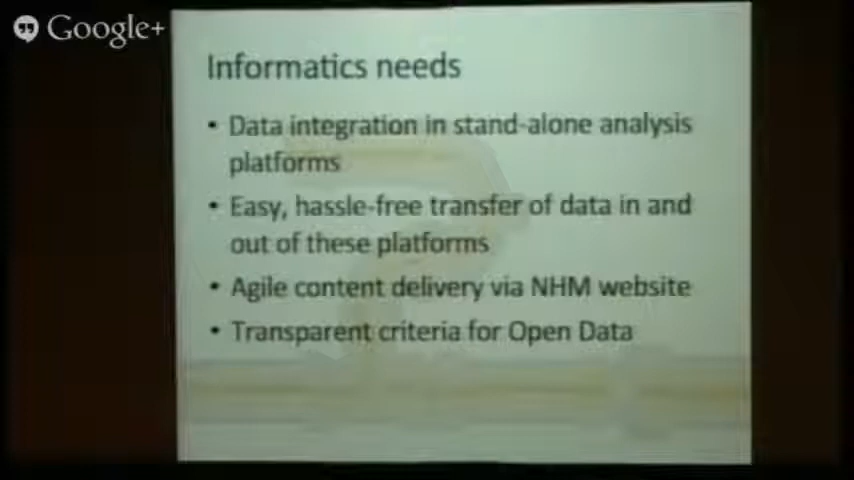 Google+
Informatics needs
• Data integration in stand-alone analysis
platforms
• Easy, hassle-free transfer of data in and
out of these platforms
• Agile content delivery via NHM website
• Transparent criteria for Open Data